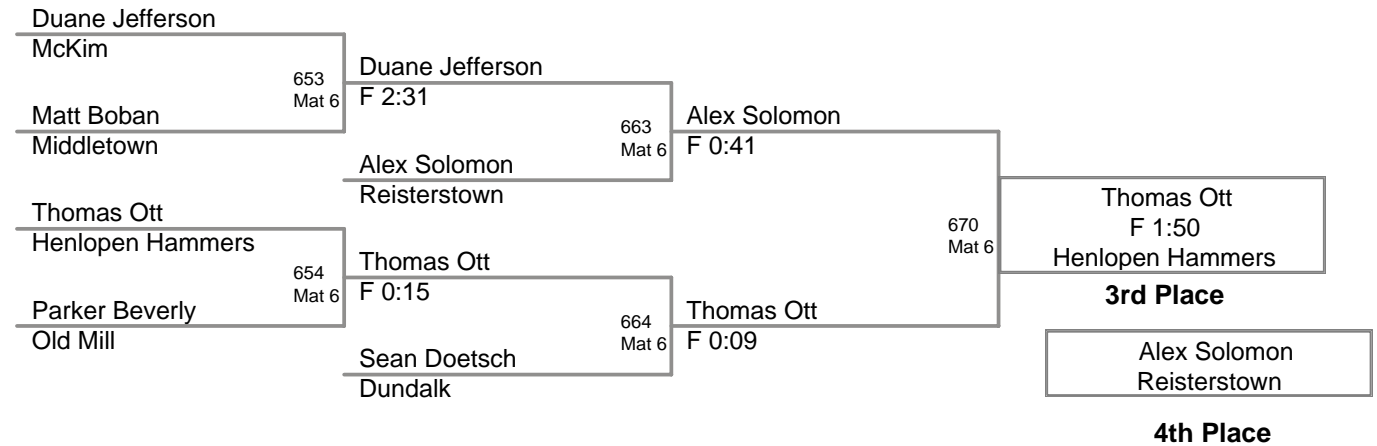 Duane Jefferson
McKim
653
Mat 6
Duane Jefferson
F 2:31
Matt Boban
Middletown
663
Mat 6
Alex Solomon
F 0:41
Alex Solomon
Reisterstown
Thomas Ott
Henlopen Hammers
670
Mat 6
Thomas Ott
F 1:50
Henlopen Hammers
3rd Place
654
Mat 6
Thomas Ott
F 0:15
Parker Beverly
Old Mill
664
Mat 6
Thomas Ott
F 0:09
Sean Doetsch
Dundalk
Alex Solomon
Reisterstown
4th Place